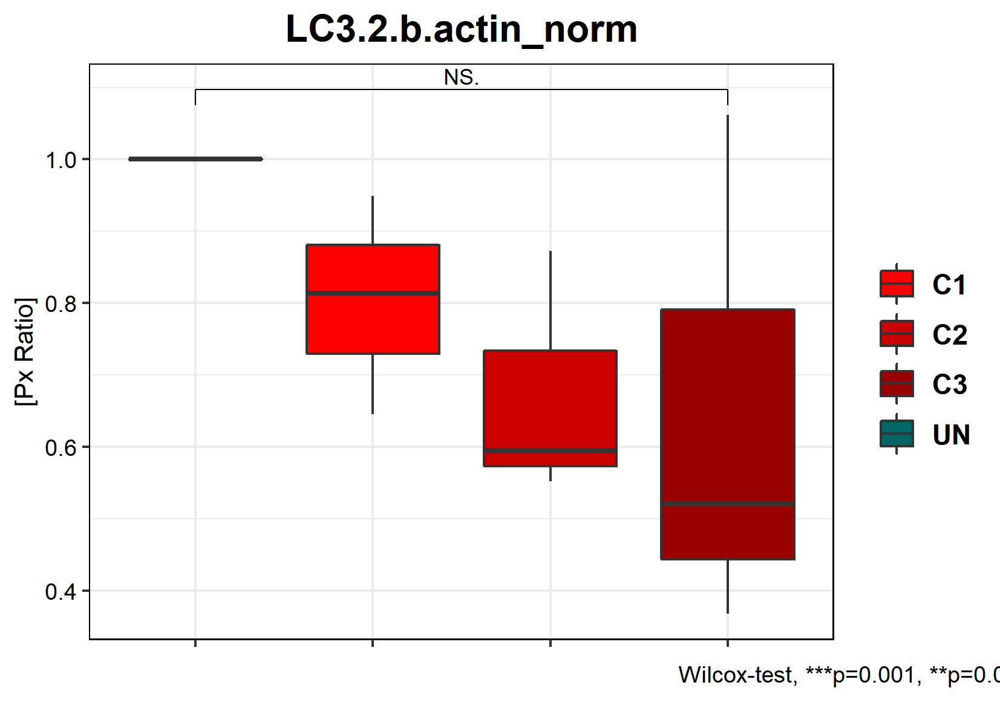 LC3.2.b.actin_norm
NS.
1.0
0.8
0.6
0.4
[Px Ratio]
C1
C2
C3
UN
Wilcox-test, ***p=0.001, **p=0.0